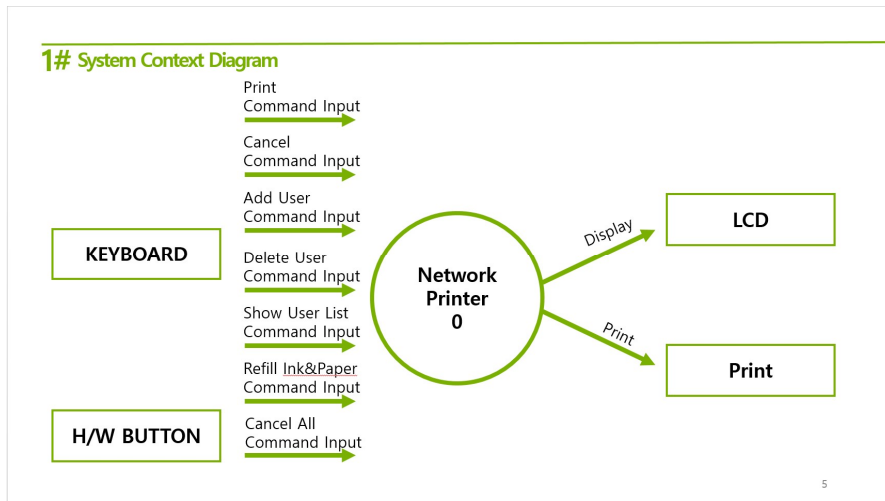 1# System Context Diagram
Print
Command Input
Cancel
Command Input
Add User
Command Input
KEYBOARD
Delete User
Command Input
Show User List
Command Input
Refill Ink&Paper
Command Input
H/W BUTTON
Cancel All
Command Input
Network
Printer
0
Display
LCD
Print
Print
5